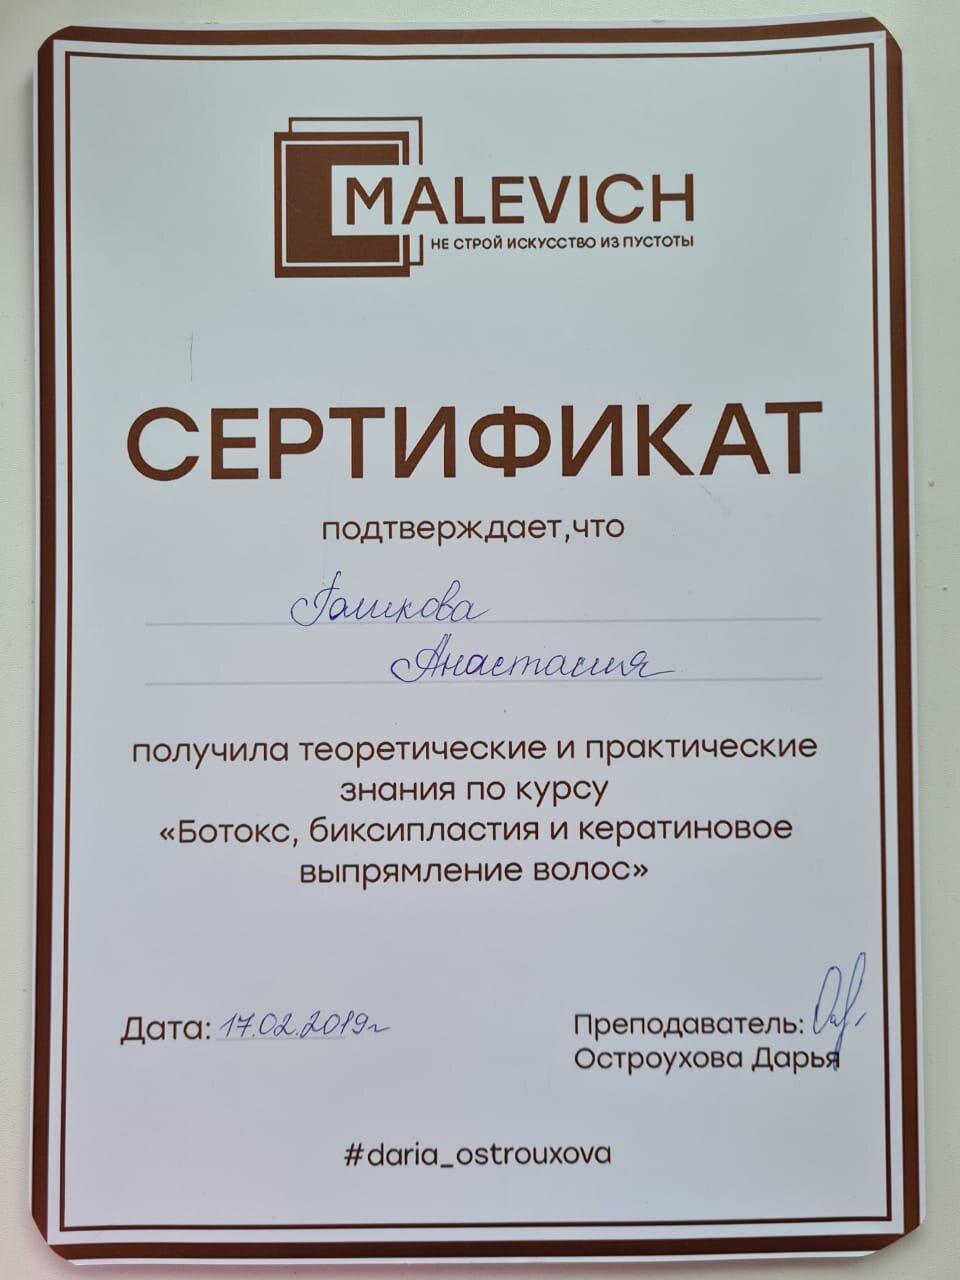 MALEVICH
НЕ СТРОЙ ИСКУССТВО ИЗ ПУСТОТЫ
СЕРТИФИКАТ
подтверждает,что
Анастасия
получила теоретические и практические
знания по курсу
«Ботокс, биксипластия и кератиновое
выпрямление волос»
Дата: 17.02.2019г
Преподаватель:
Остроухова Дарья
#daria_ostrouxova